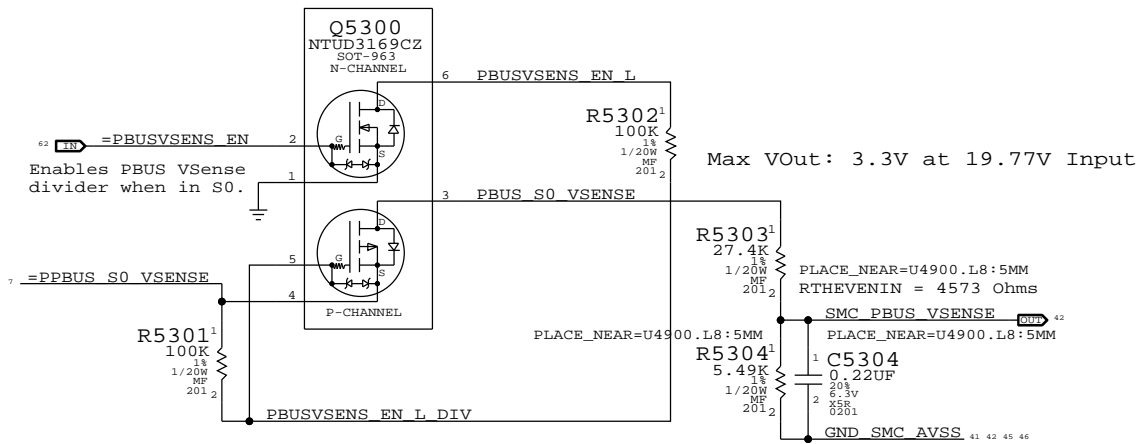 Q5300
NTUD3169CZ
SOT-963
N-CHANNEL
6 PBUSVSENS_EN_L
D
G
S
62 IN =PBUSVSENS_EN 2
Enables PBUS VSense
divider when in S0.
1
R5302 1
100K
1%
1/20W
MF
201 2
Max VOut: 3.3V at 19.77V Input
3 PBUS_S0_VSENSE
D
G
S
5
7 =PPBUS_S0_VSENSE
4
P-CHANNEL
R5303 1
27.4K
1%
1/20W
MF
201 2
PLACE_NEAR=U4900.L8:5MM
RTHEVENIN = 4573 Ohms
SMC_PBUS_VSENSE OUT 42
R5301 1
100K
1%
1/20W
MF
201 2
PLACE_NEAR=U4900.L8:5MM
PLACE_NEAR=U4900.L8:5MM
R5304 1
5.49K
1%
1/20W
MF
201 2
1 C5304
0.22UF
20%
6.3V
2 X5R
0201
PBUSVSENS_EN_L_DIV
GND_SMC_AVSS 41 42 45 46